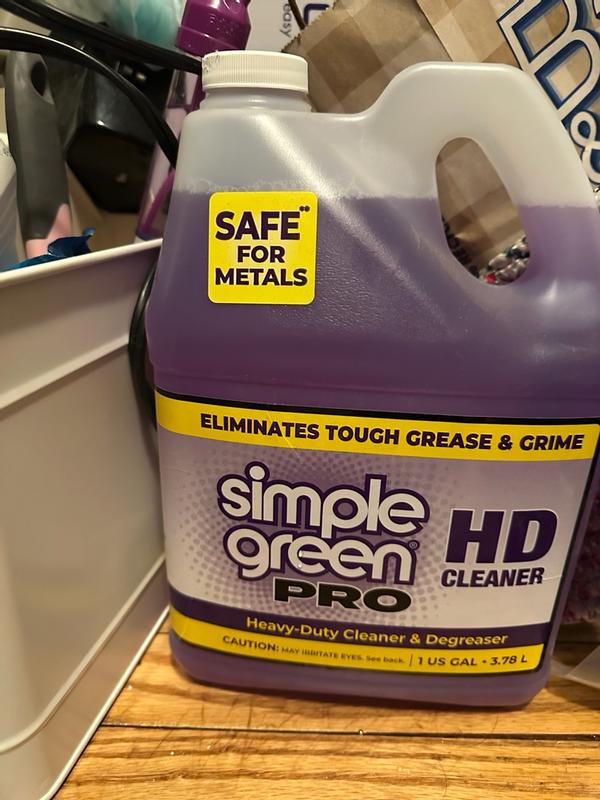 SAFE••
FOR
METALS
ELIMINATES TOUGH GREASE & GRIME
simple
green®
PRO
HD
CLEANER
Heavy-Duty Cleaner & Degreaser
CAUTION: MAY IRRITATE EYES. See back. | 1 US GAL • 3.78 L
easy